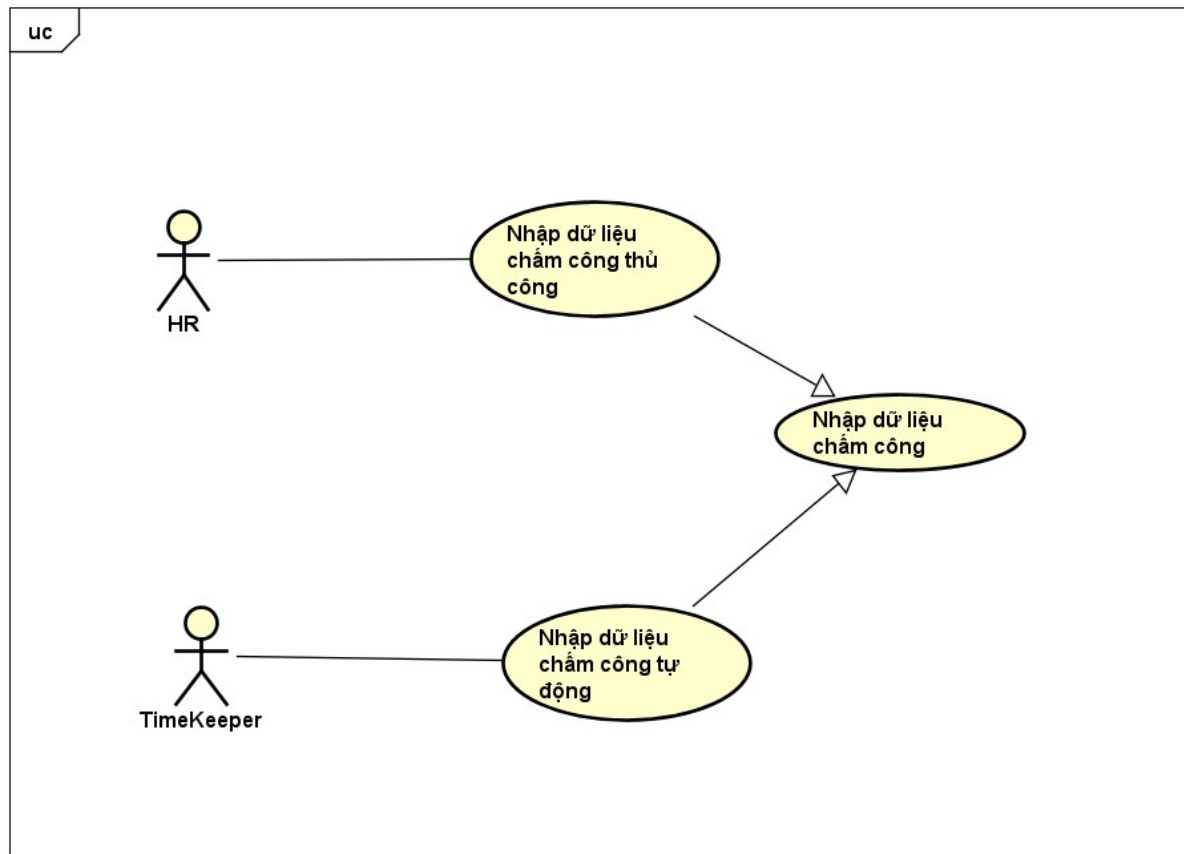 uc
Nhập dữ liệu
chấm công thủ
công
HR
Nhập dữ liệu
chấm công
Nhập dữ liệu
chấm công tự
động
TimeKeeper